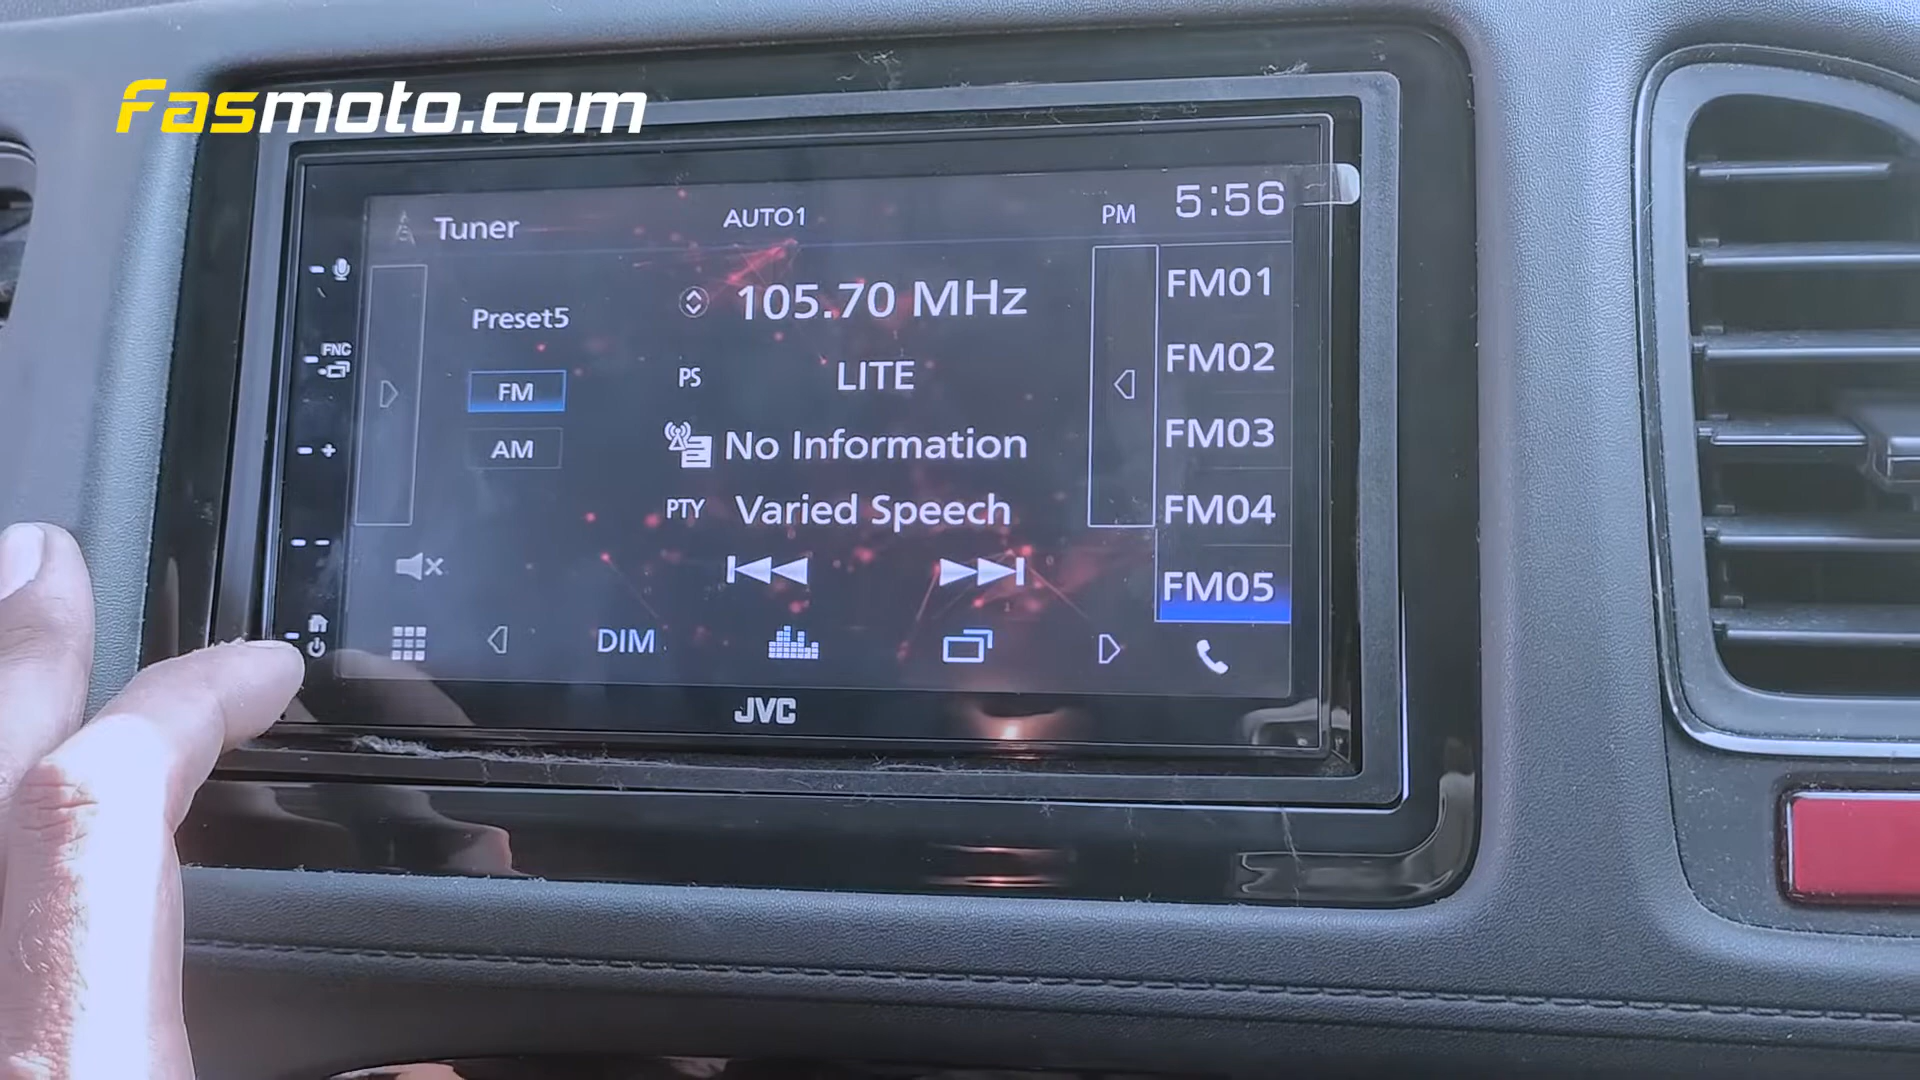 fasmoto.com
Tuner
AUTO1
PM 5:56
Preset5
105.70 MHz
FM01
FNC
FM
PS LITE
FM02
AM
No Information
FM03
PTY Varied Speech
FM04
FM05
DIM
JVC